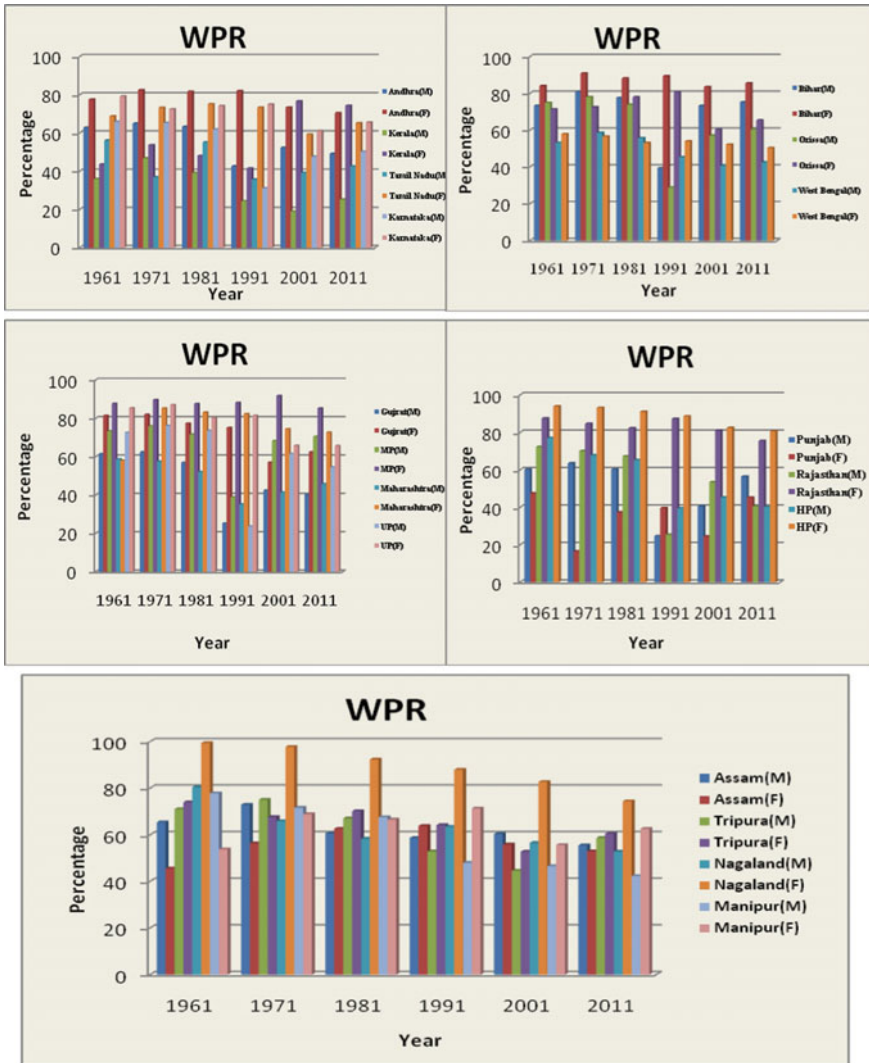 WPR
Percentage
100
80
60
40
20
0
1961 1971 1981 1991 2001 2011
Year
Andhra(M)
Andhra(F)
Kerala(M)
Kerala(F)
Tamil Nadu(M)
Tamil Nadu(F)
Karnataka(M)
Karnataka(F)
WPR
Percentage
100
80
60
40
20
0
1961 1971 1981 1991 2001 2011
Year
Bihar(M)
Bihar(F)
Orissa(M)
Orissa(F)
West Bengal(M)
West Bengal(F)
WPR
Percentage
100
80
60
40
20
0
1961 1971 1981 1991 2001 2011
Year
Gujrat(M)
Gujrat(F)
MP(M)
MP(F)
Maharashtra(M)
Maharashtra(F)
UP(M)
UP(F)
WPR
Percentage
100
80
60
40
20
0
1961 1971 1981 1991 2001 2011
Year
Punjab(M)
Punjab(F)
Rajasthan(M)
Rajasthan(F)
HP(M)
HP(F)
WPR
Percentage
100
80
60
40
20
0
1961 1971 1981 1991 2001 2011
Year
Assam(M)
Assam(F)
Tripura(M)
Tripura(F)
Nagaland(M)
Nagaland(F)
Manipur(M)
Manipur(F)